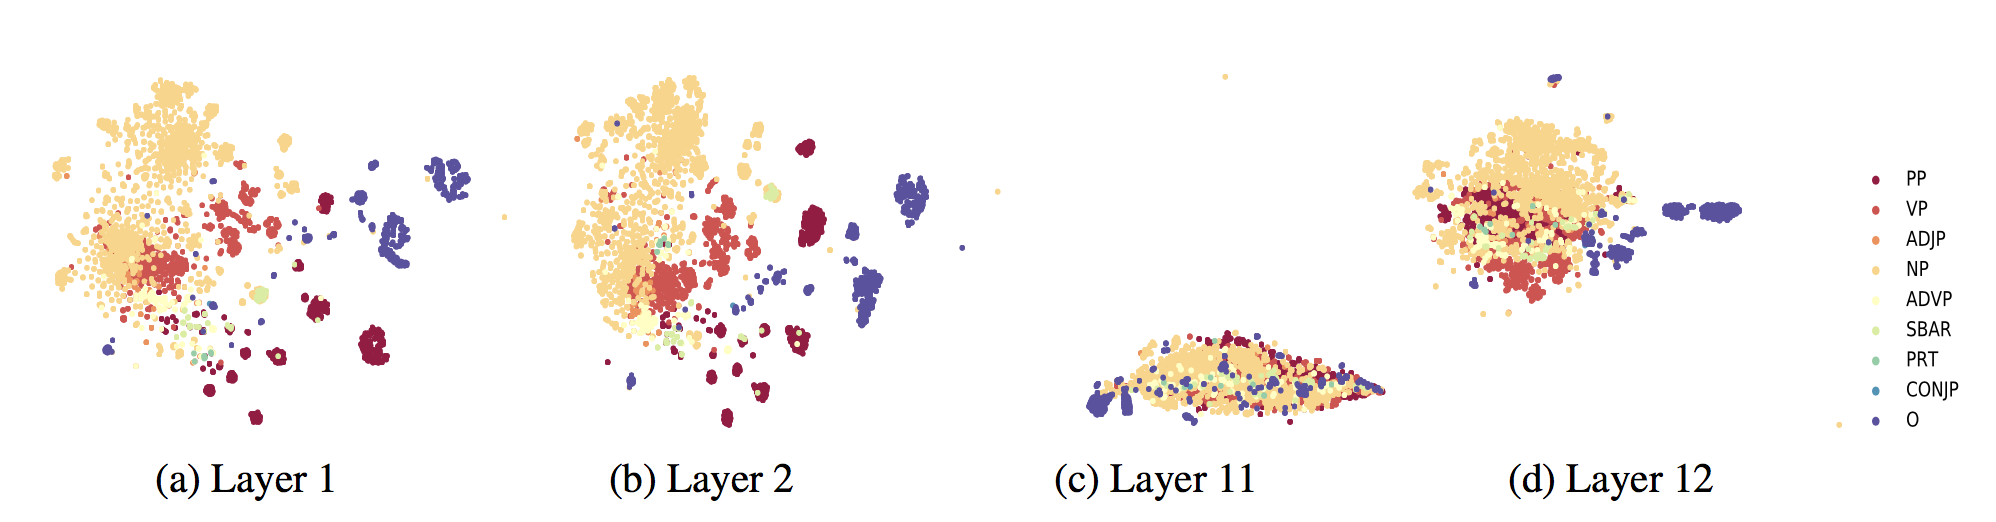 PP
VP
ADJP
NP
ADVP
SBAR
PRT
CONJP
O
(a) Layer 1
(b) Layer 2
(c) Layer 11
(d) Layer 12